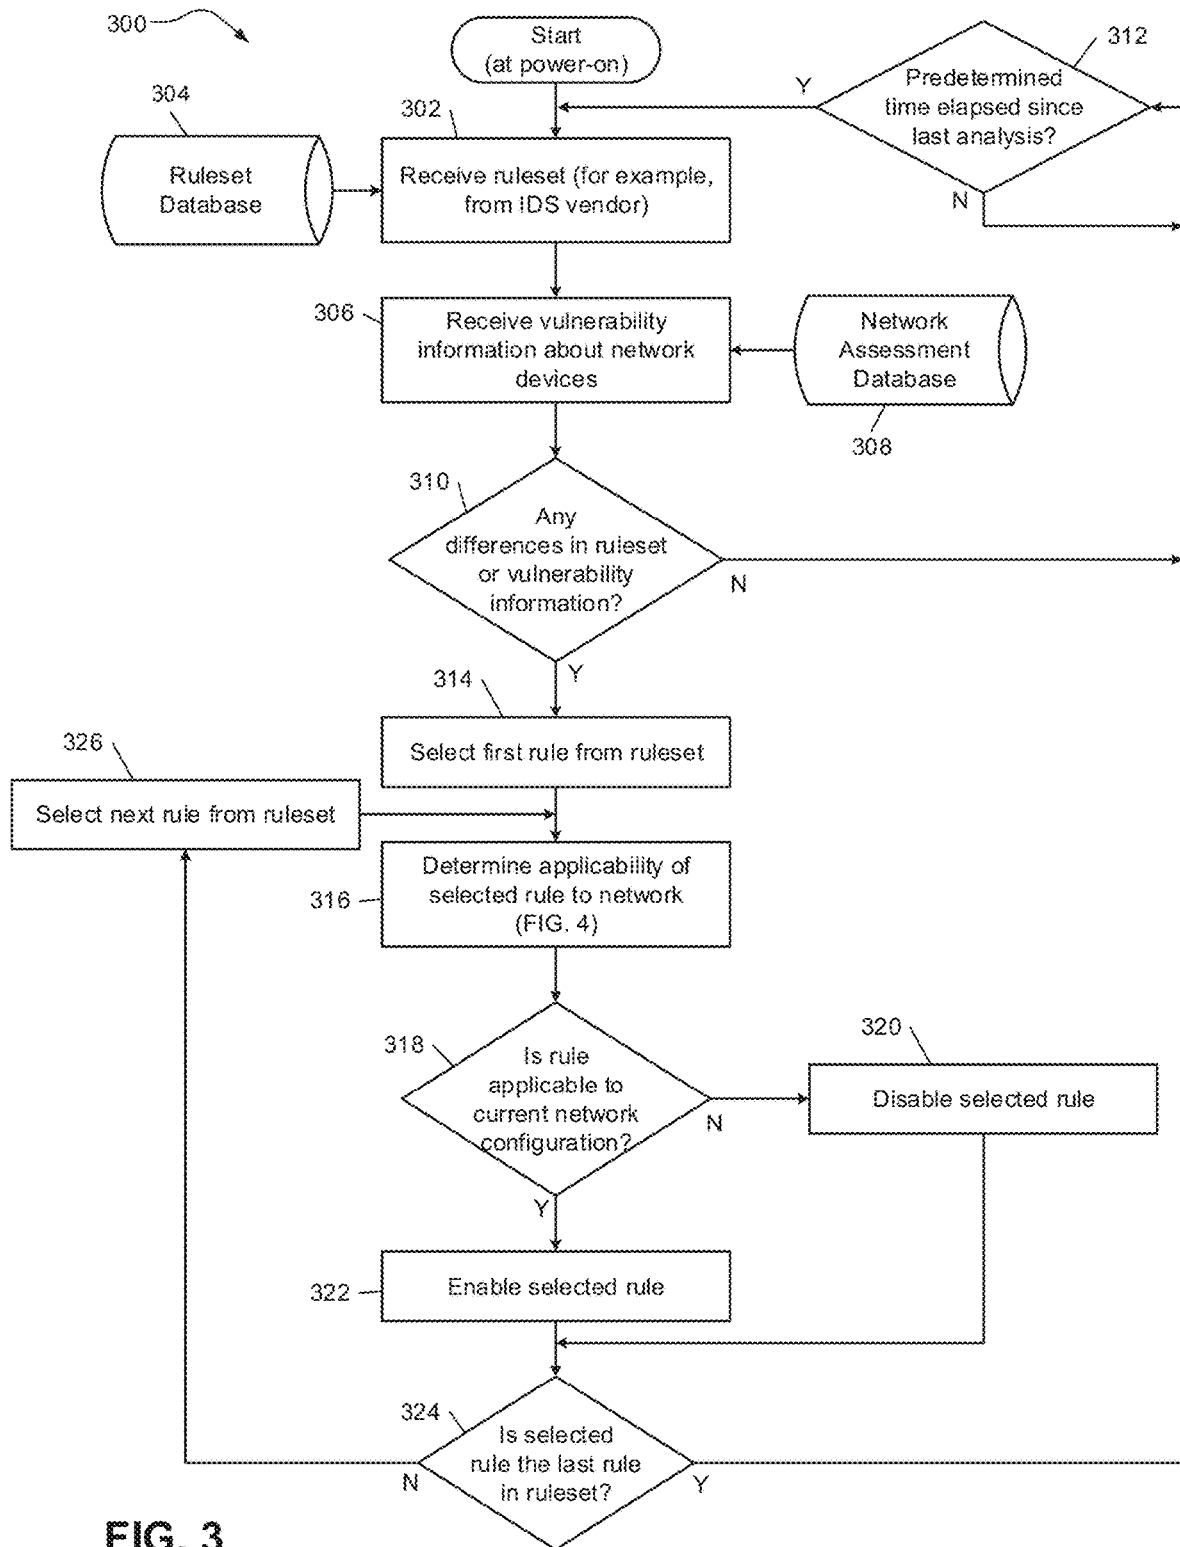 300
Start
(at power-on)
312
Predetermined
time elapsed since
last analysis?
Y
N
304
Ruleset
Database
302
Receive ruleset (for example,
from IDS vendor)
306
Receive vulnerability
information about network
devices
Network
Assessment
Database
308
310
Any
differences in ruleset
or vulnerability
information?
N
Y
314
Select first rule from ruleset
326
Select next rule from ruleset
316
Determine applicability of
selected rule to network
(FIG. 4)
318
Is rule
applicable to
current network
configuration?
N
Y
320
Disable selected rule
322
Enable selected rule
324
Is selected
rule the last rule
in ruleset?
N
Y
FIG. 3